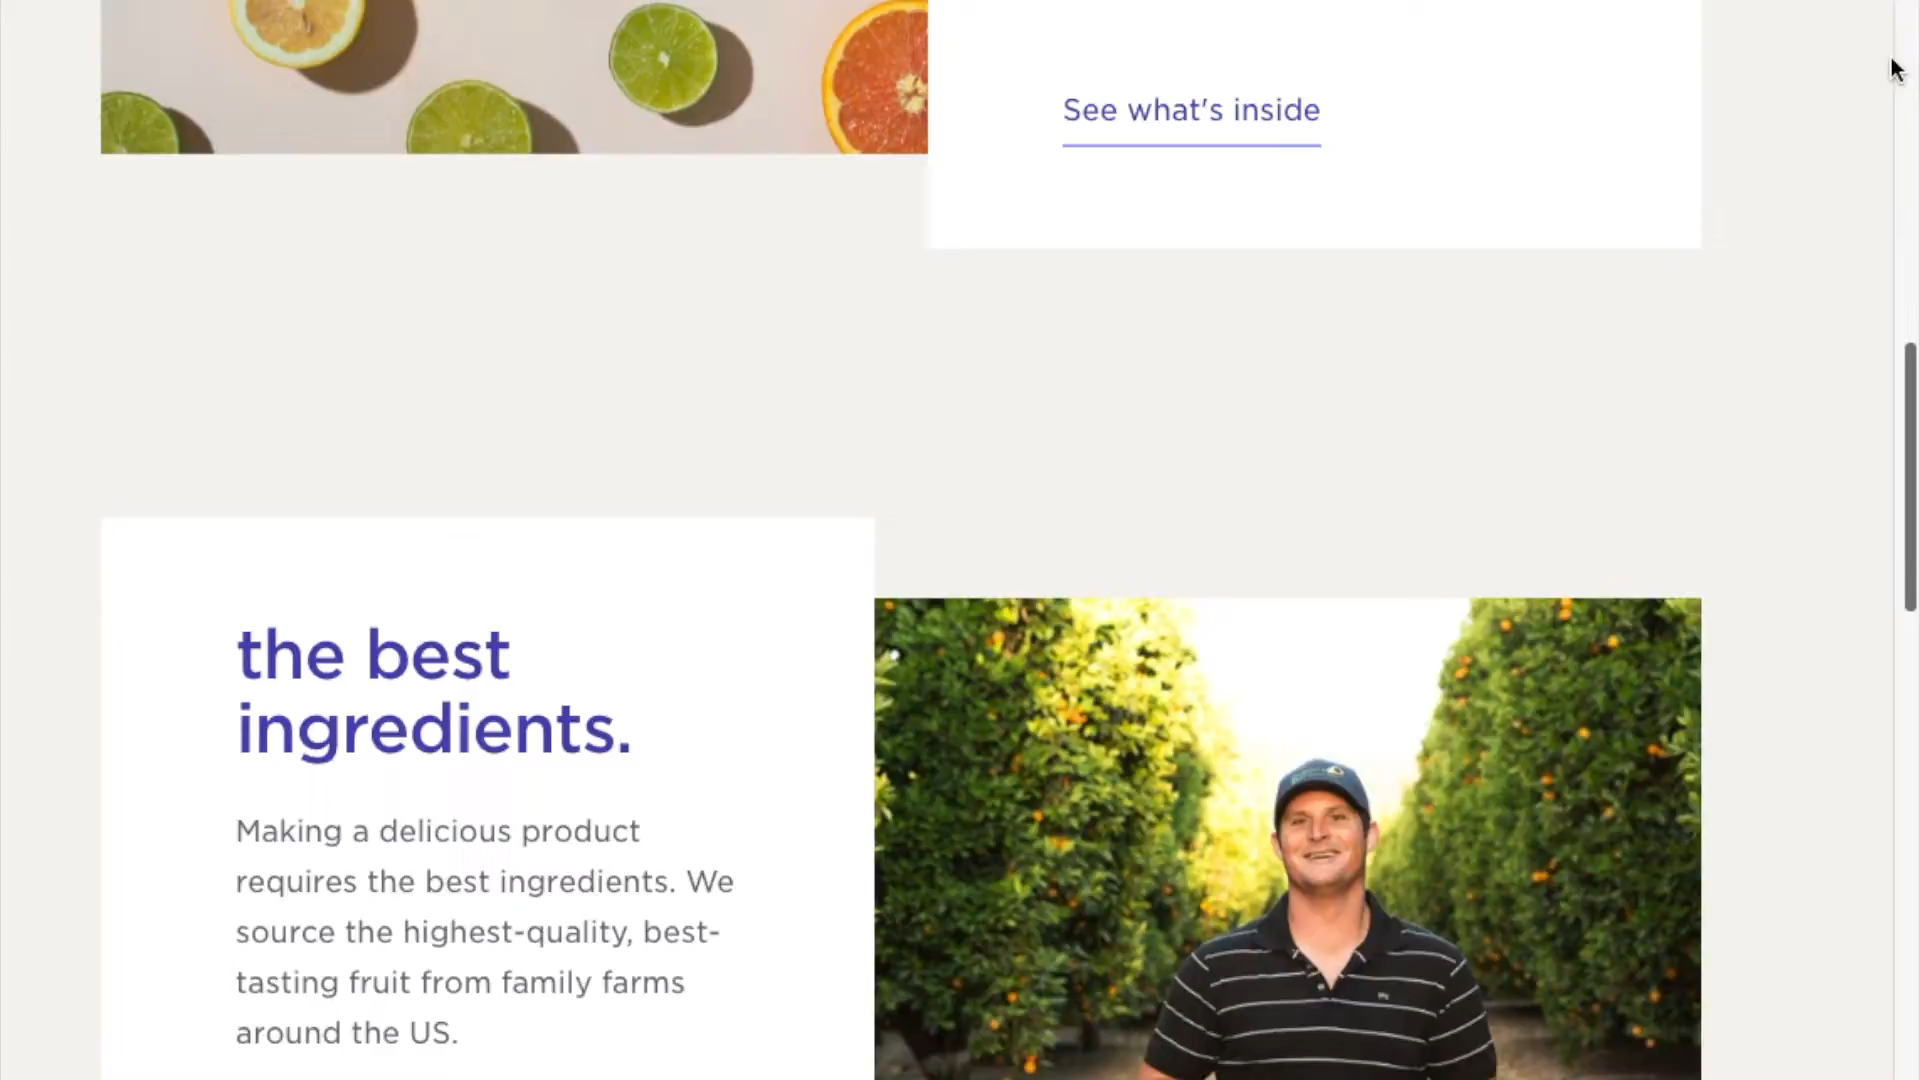 See what's inside
the best
ingredients.
Making a delicious product
requires the best ingredients. We
source the highest-quality, best-
tasting fruit from family farms
around the US.